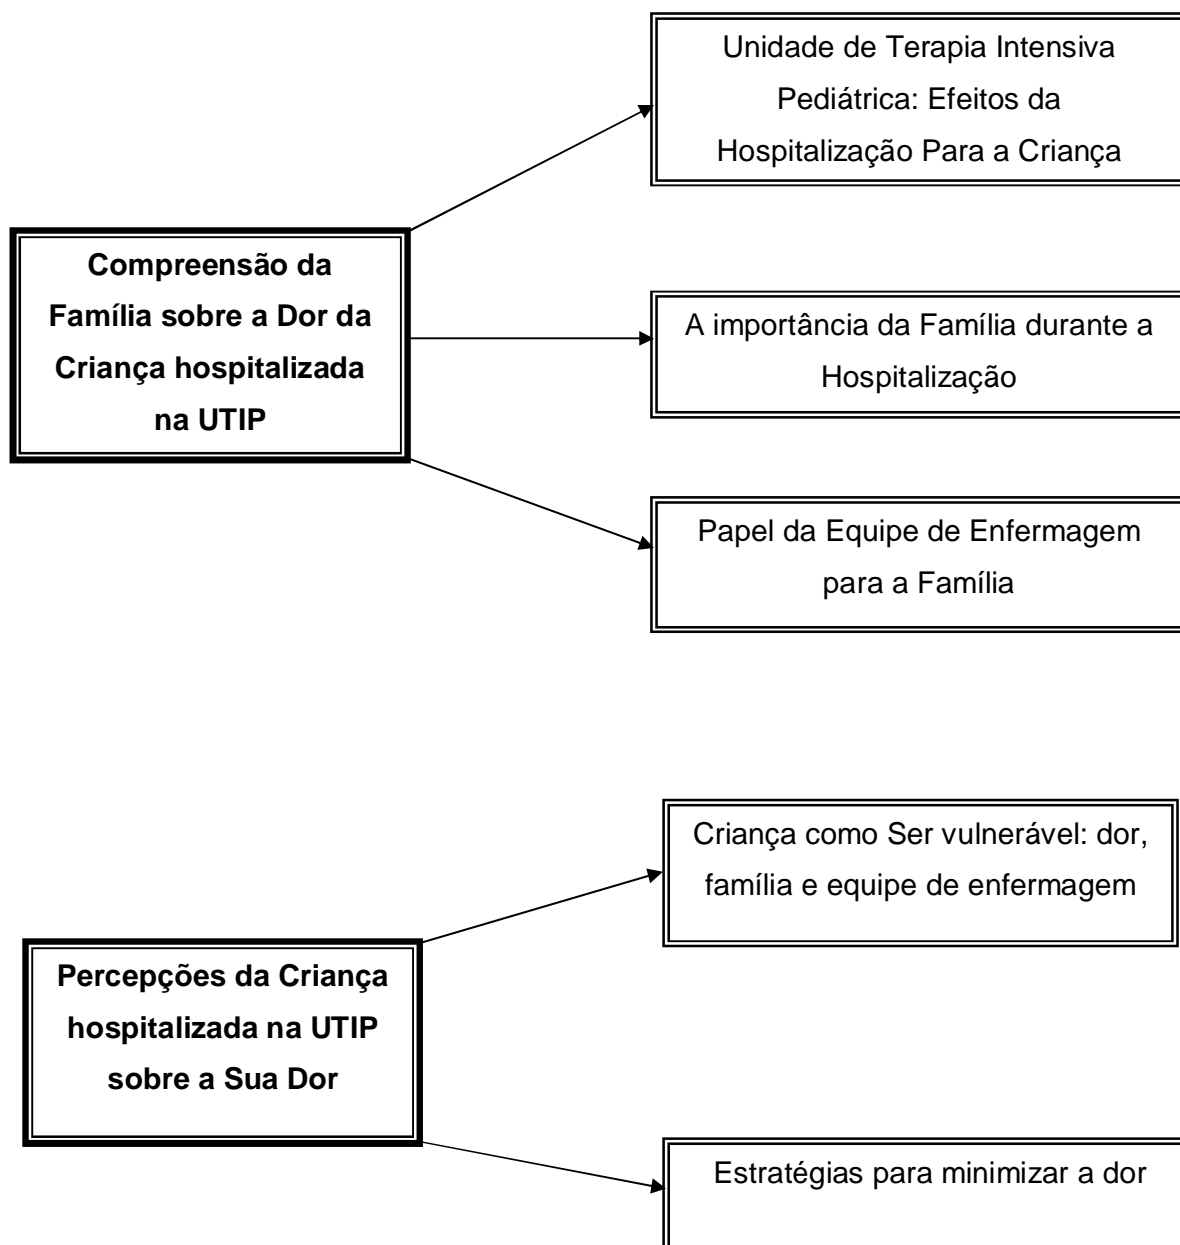 Unidade de Terapia Intensiva
Pediátrica: Efeitos da
Hospitalização Para a Criança
Compreensão da
Família sobre a Dor da
Criança hospitalizada
na UTIP
A importância da Família durante a
Hospitalização
Papel da Equipe de Enfermagem
para a Família
Criança como Ser vulnerável: dor,
família e equipe de enfermagem
Percepções da Criança
hospitalizada na UTIP
sobre a Sua Dor
Estratégias para minimizar a dor